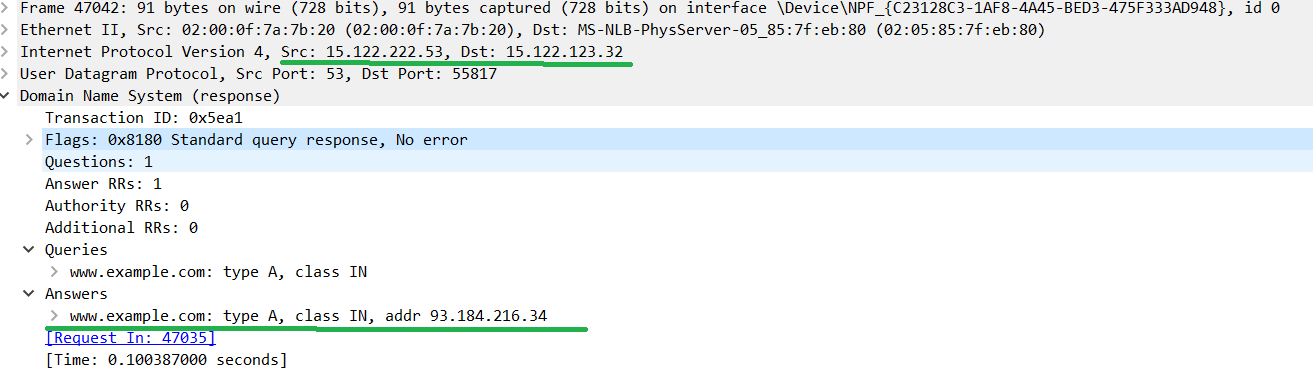 Frame 47042: 91 bytes on wire (728 bits), 91 bytes captured (728 bits) on interface \Device\NPF_{C23128C3-1AF8-4A45-BED3-475F333AD948}, id 0
Ethernet II, Src: 02:00:0f:7a:7b:20 (02:00:0f:7a:7b:20), Dst: MS-NLB-PhysServer-05_85:7f:eb:80 (02:05:85:7f:eb:80)
Internet Protocol Version 4, Src: 15.122.222.53, Dst: 15.122.123.32
User Datagram Protocol, Src Port: 53, Dst Port: 55817
Domain Name System (response)
Transaction ID: 0x5ea1
Flags: 0x8180 Standard query response, No error
Questions: 1
Answer RRs: 1
Authority RRs: 0
Additional RRs: 0
Queries
www.example.com: type A, class IN
Answers
www.example.com: type A, class IN, addr 93.184.216.34
[Request In: 47035]
[Time: 0.100387000 seconds]